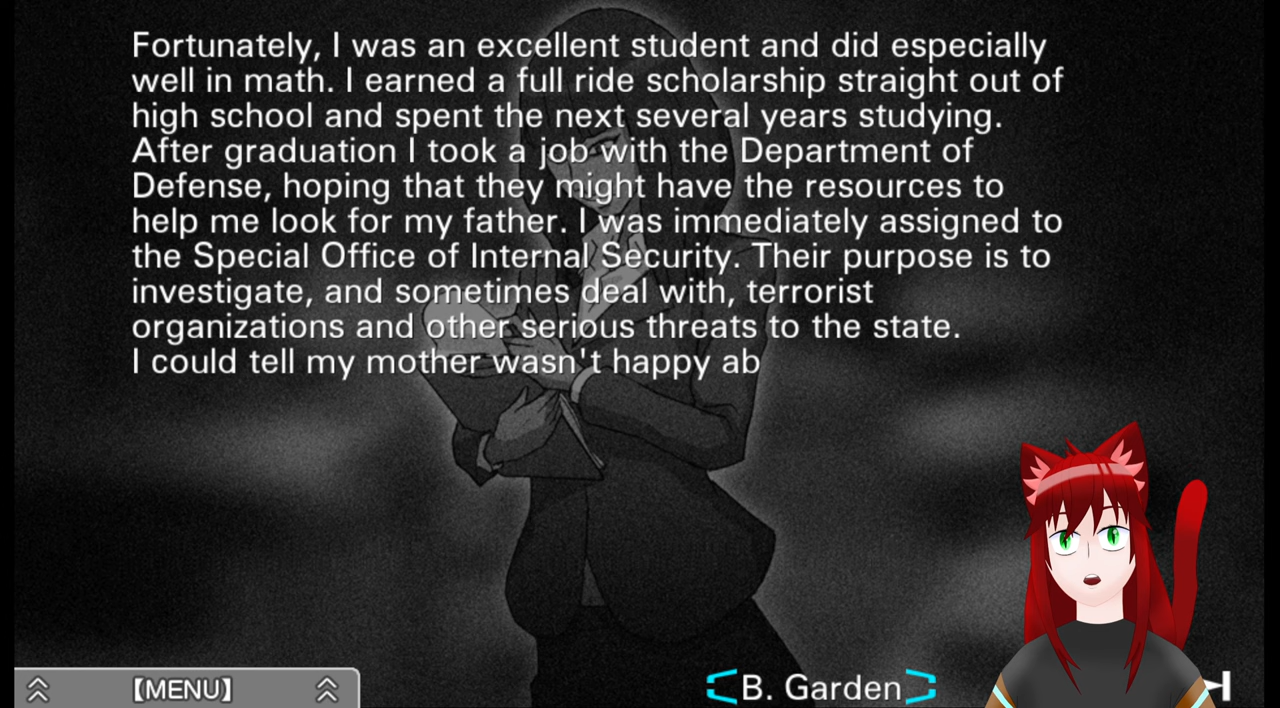 Fortunately, I was an excellent student and did especially
well in math. I earned a full ride scholarship straight out of
high school and spent the next several years studying.
After graduation I took a job with the Department of
Defense, hoping that they might have the resources to
help me look for my father. I was immediately assigned to
the Special Office of Internal Security. Their purpose is to
investigate, and sometimes deal with, terrorist
organizations and other serious threats to the state.
I could tell my mother wasn't happy ab
【MENU】
B. Garden